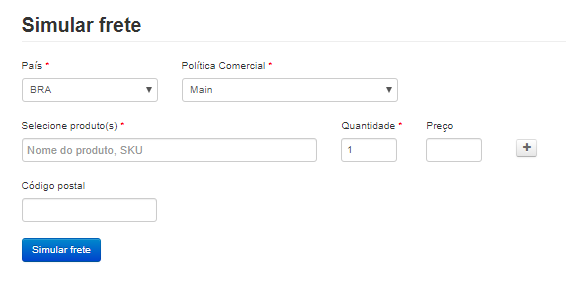 Simular frete
País * Política Comercial *
BRA Main
Selecione produto(s) * Quantidade * Preço
Nome do produto, SKU 1 +
Código postal
Simular frete